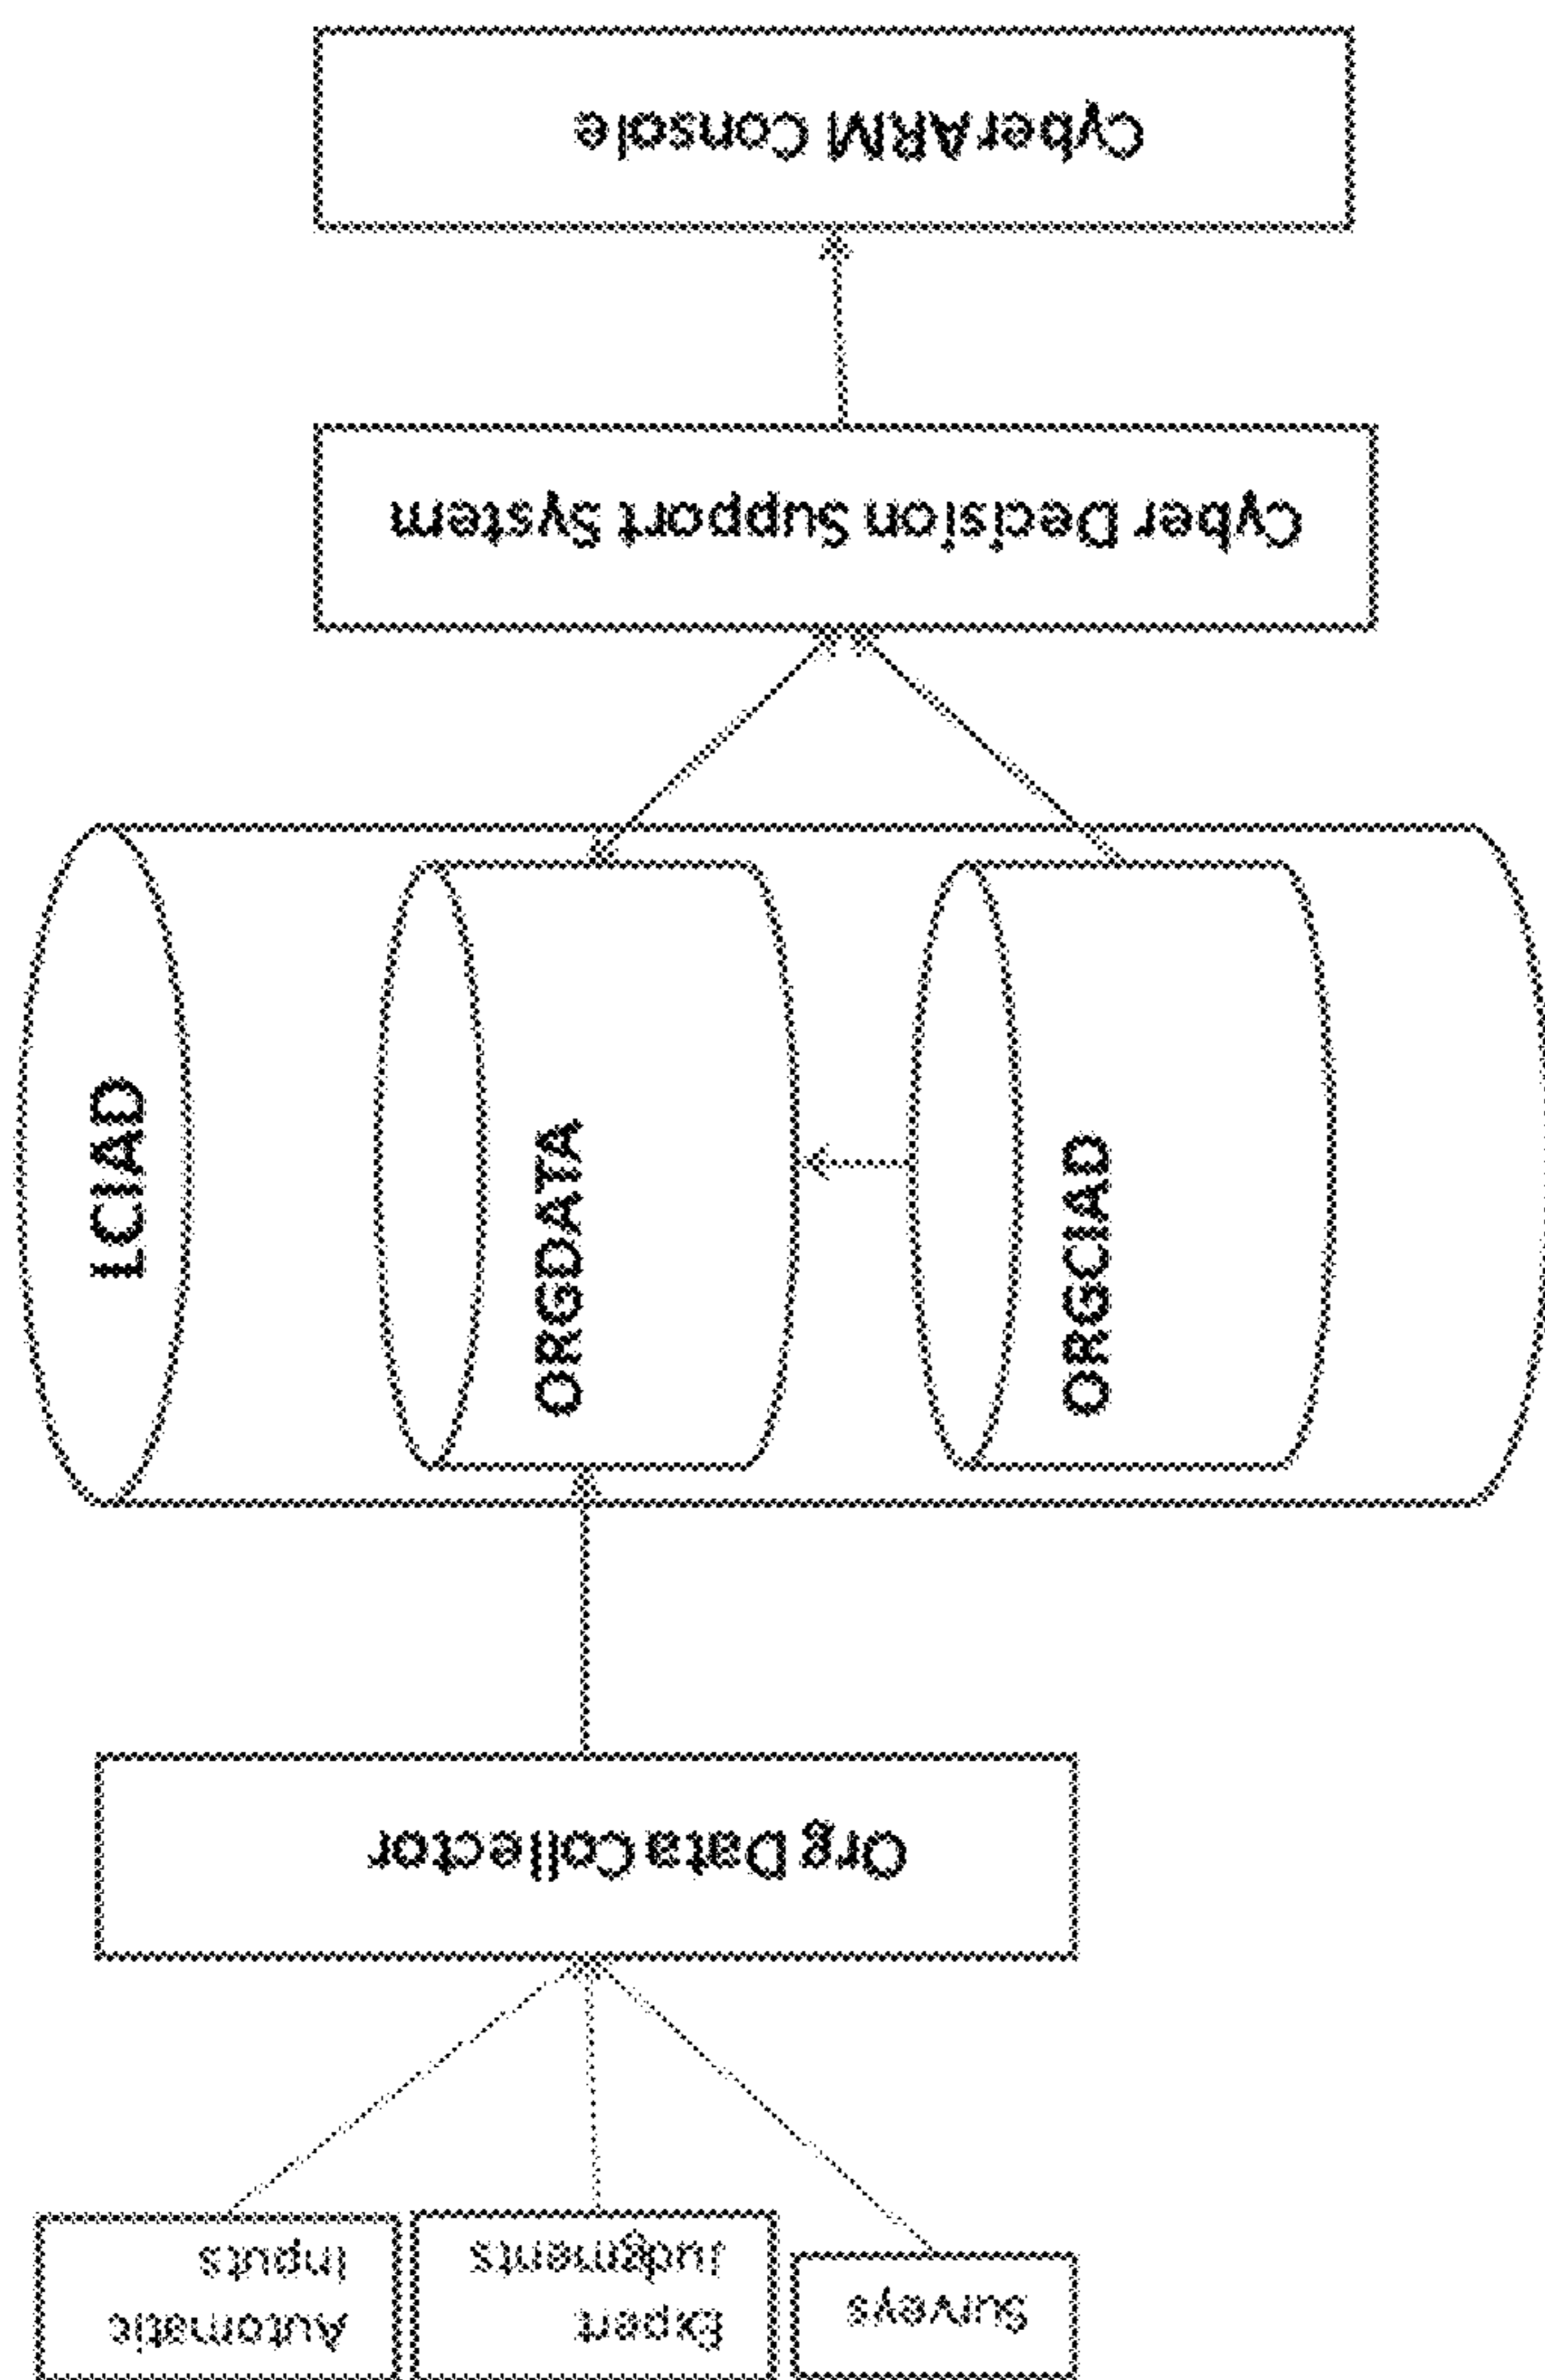 CyberARM Console
Cyber Decision Support System
LCIAD
ORGDATA
ORGCIAD
Org Data Collector
Automatic
Inputs
Expert
Judgments
Surveys